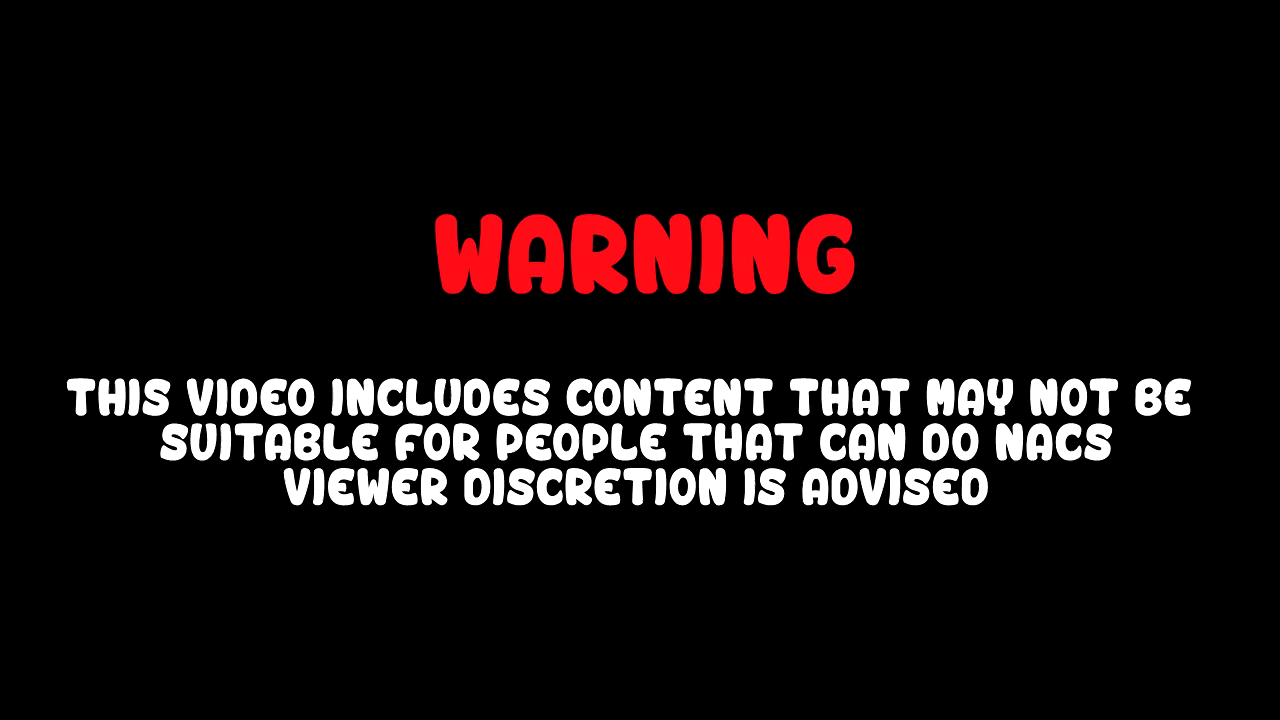 WARNING
THIS VIDEO INCLUDES CONTENT THAT MAY NOT BE
SUITABLE FOR PEOPLE THAT CAN DO NACS
VIEWER DISCRETION IS ADVISED